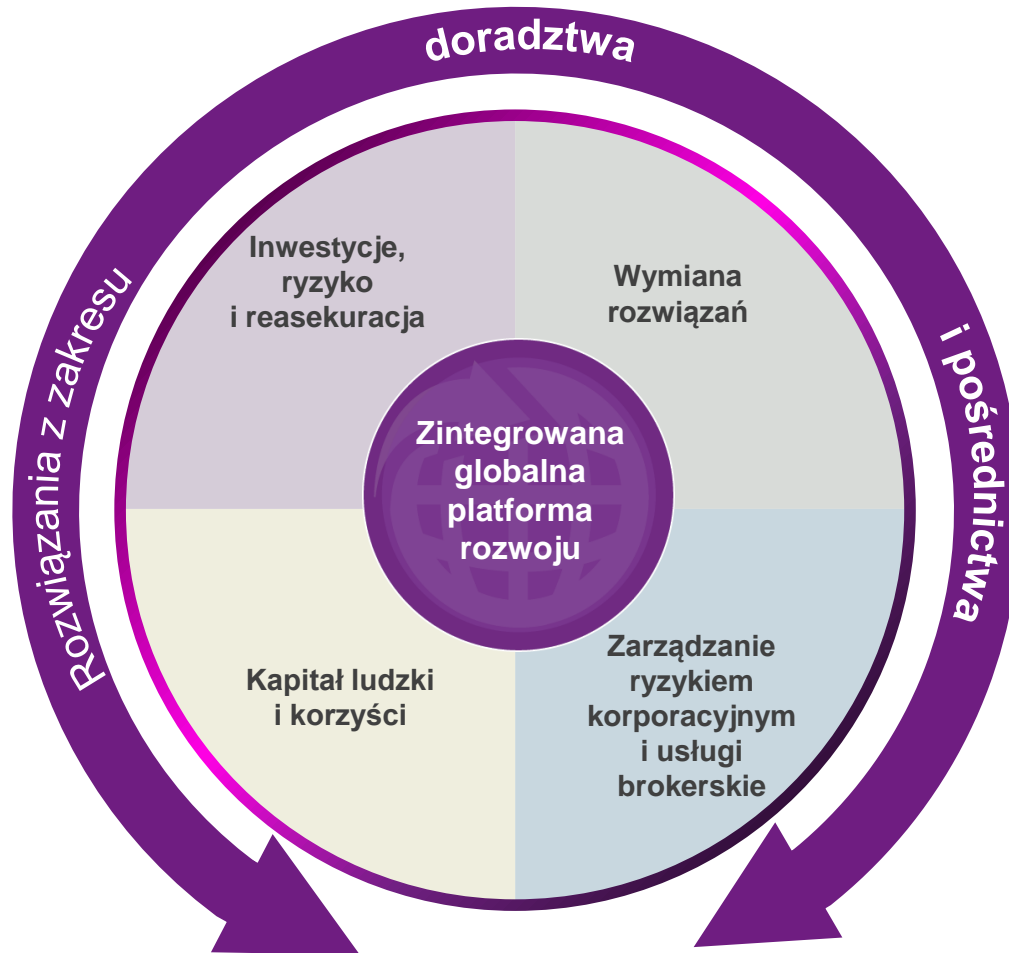 Rozwiązania z zakresu
doradztwa
i pośrednictwa
Inwestycje,
ryzyko
i reasekuracja
Wymiana
rozwiązań
Zintegrowana
globalna
platforma
rozwoju
Kapitał ludzki
i korzyści
Zarządzanie
ryzykiem
korporacyjnym
i usługi
brokerskie